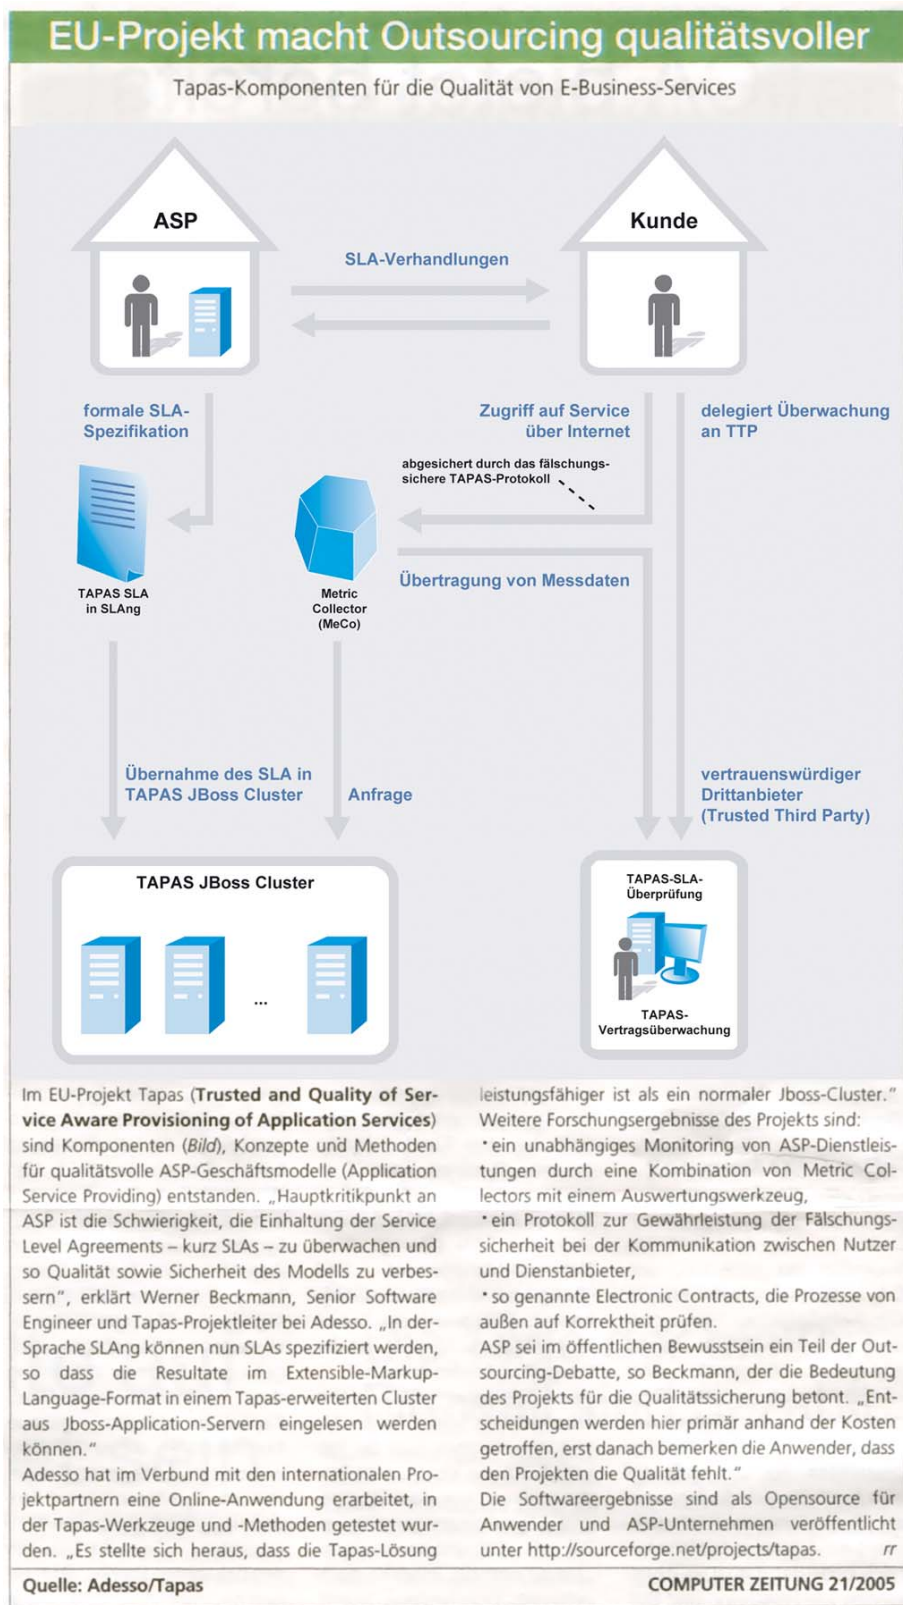 EU-Projekt macht Outsourcing qualitätsvoller
Tapas-Komponenten für die Qualität von E-Business-Services
ASP
Kunde
SLA-Verhandlungen
formale SLA-
Spezifikation
Zugriff auf Service
über Internet
delegiert Überwachung
an TTP
abgesichert durch das fälschungs-
sichere TAPAS-Protokoll
TAPAS SLA
in SLAng
Metric
Collector
(MeCo)
Übertragung von Messdaten
Übernahme des SLA in
TAPAS JBoss Cluster
Anfrage
vertrauenswürdiger
Drittanbieter
(Trusted Third Party)
TAPAS JBoss Cluster
...
TAPAS-SLA-
Überprüfung
TAPAS-
Vertragsüberwachung
Im EU-Projekt Tapas (Trusted and Quality of Ser-
vice Aware Provisioning of Application Services)
sind Komponenten (Bild), Konzepte und Methoden
für qualitätsvolle ASP-Geschäftsmodelle (Application
Service Providing) entstanden. „Hauptkritikpunkt an
ASP ist die Schwierigkeit, die Einhaltung der Service
Level Agreements – kurz SLAs – zu überwachen und
so Qualität sowie Sicherheit des Modells zu verbes-
sern“, erklärt Werner Beckmann, Senior Software
Engineer und Tapas-Projektleiter bei Adesso. „In der-
Sprache SLAng können nun SLAs spezifiziert werden,
so dass die Resultate im Extensible-Markup-
Language-Format in einem Tapas-erweiterten Cluster
aus Jboss-Application-Servern eingelesen werden
können.“
Adesso hat im Verbund mit den internationalen Pro-
jektpartnern eine Online-Anwendung erarbeitet, in
der Tapas-Werkzeuge und -Methoden getestet wur-
den. „Es stellte sich heraus, dass die Tapas-Lösung
leistungsfähiger ist als ein normaler Jboss-Cluster.“
Weitere Forschungsergebnisse des Projekts sind:
• ein unabhängiges Monitoring von ASP-Dienstleis-
tungen durch eine Kombination von Metric Col-
lectors mit einem Auswertungswerkzeug,
• ein Protokoll zur Gewährleistung der Fälschungs-
sicherheit bei der Kommunikation zwischen Nutzer
und Dienstanbieter,
• so genannte Electronic Contracts, die Prozesse von
außen auf Korrektheit prüfen.
ASP sei im öffentlichen Bewusstsein ein Teil der Out-
sourcing-Debatte, so Beckmann, der die Bedeutung
des Projekts für die Qualitätssicherung betont. „Ent-
scheidungen werden hier primär anhand der Kosten
getroffen, erst danach bemerken die Anwender, dass
den Projekten die Qualität fehlt.“
Die Softwareergebnisse sind als Opensource für
Anwender und ASP-Unternehmen veröffentlicht
unter http://sourceforge.net/projects/tapas. rr
Quelle: Adesso/Tapas
COMPUTER ZEITUNG 21/2005